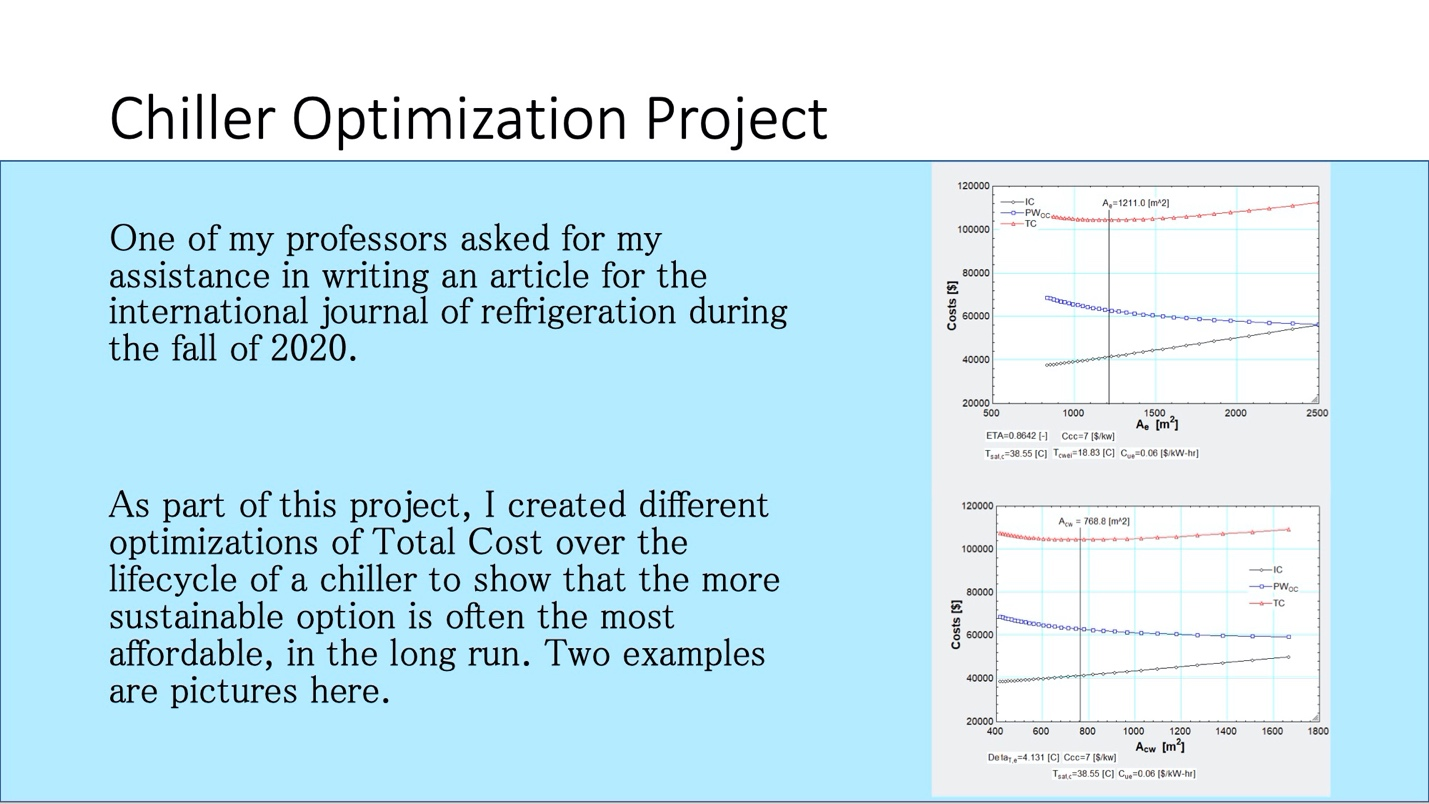 Chiller Optimization Project
One of my professors asked for my
assistance in writing an article for the
international journal of refrigeration during
the fall of 2020.
As part of this project, I created different
optimizations of Total Cost over the
lifecycle of a chiller to show that the more
sustainable option is often the most
affordable, in the long run. Two examples
are pictures here.
120000
100000
80000
60000
40000
20000
Costs [$]
IC
PWOC
TC
Ae=1211.0 [m^2]
500 1000 1500 2000 2500
Ae [m2]
ETA=0.8642 [-] Ccc=7 [$/kw]
Tsat,c=38.55 [C] Tcwei=18.83 [C] Cue=0.06 [$/kW-hr]
120000
100000
80000
60000
40000
20000
Costs [$]
Acw = 768.8 [m^2]
IC
PWOC
TC
400 600 800 1000 1200 1400 1600 1800
Acw [m2]
DeltaT,e=4.131 [C] Ccc=7 [$/kw]
Tsat,c=38.55 [C] Cue=0.06 [$/kW-hr]